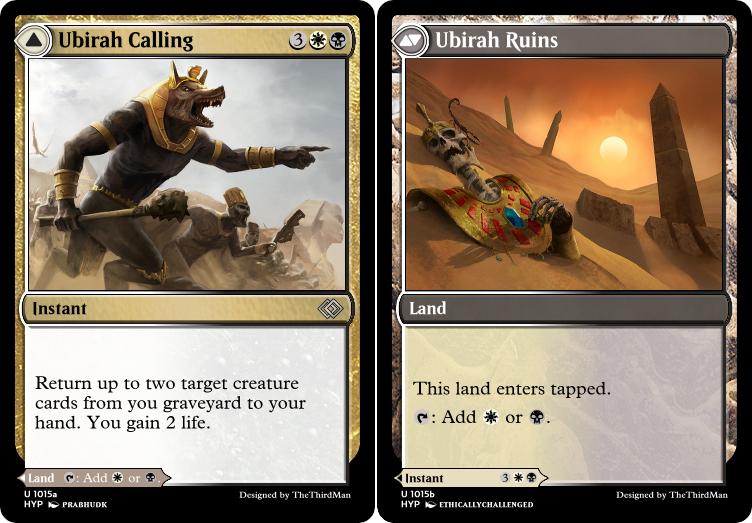 Ubirah Calling 3
Instant
Return up to two target creature
cards from you graveyard to your
hand. You gain 2 life.
Land : Add or .
U 1015a
HYP PRABHUDK
Designed by TheThirdMan
Ubirah Ruins
Land
This land enters tapped.
: Add or .
Instant 3
U 1015b
HYP ETHICALLYCHALLENGED
Designed by TheThirdMan